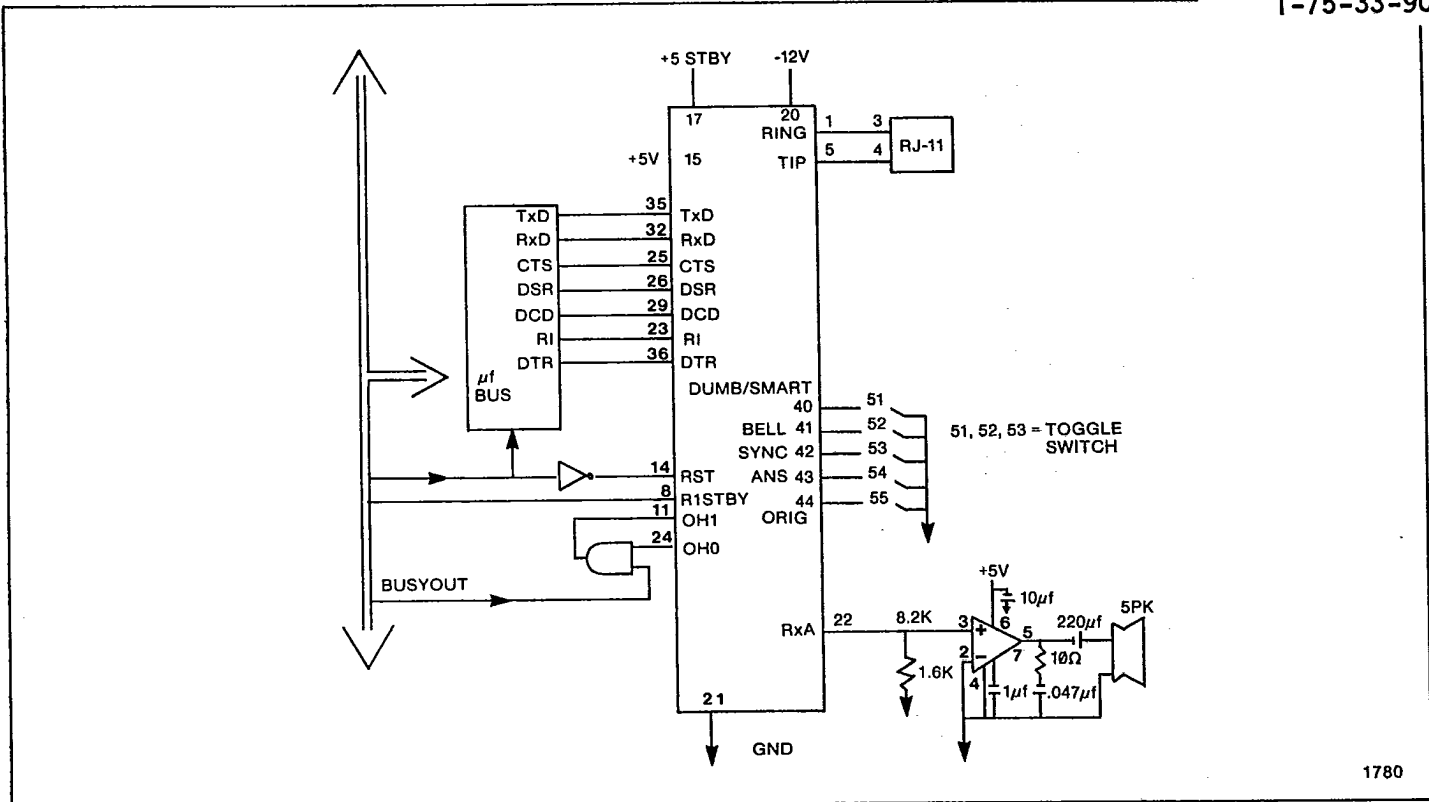 T-75-33-90
+5 STBY
-12V
17
20
RING
1
3
RJ-11
+5V
15
TIP
5
4
TxD
35
TxD
RxD
32
RxD
CTS
25
CTS
DSR
26
DSR
DCD
29
DCD
RI
23
RI
DTR
36
DTR
µf
BUS
DUMB/SMART
40
51
BELL 41
52
SYNC 42
53
ANS 43
54
44
55
ORIG
51, 52, 53 = TOGGLE
SWITCH
14
RST
8
R1STBY
11
OH1
24
OH0
BUSYOUT
+5V
10µf
5PK
RxA
22
8.2K
3
+
6
5
220µf
2
–
7
10Ω
1.6K
4
1µf
.047µf
21
GND
1780